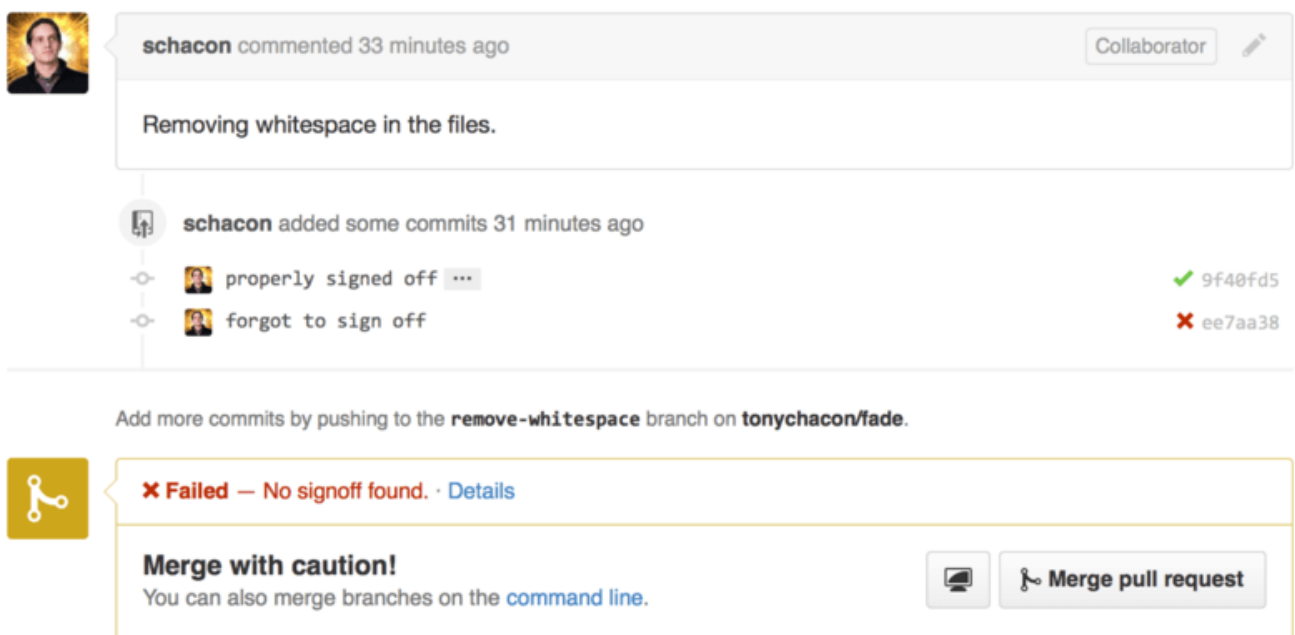 schacon commented 33 minutes ago Collaborator
Removing whitespace in the files.
schacon added some commits 31 minutes ago
properly signed off ... 9f40fd5
forgot to sign off ee7aa38
Add more commits by pushing to the remove-whitespace branch on tonychacon/fade.
Failed — No signoff found. · Details
Merge with caution!
You can also merge branches on the command line.
Merge pull request